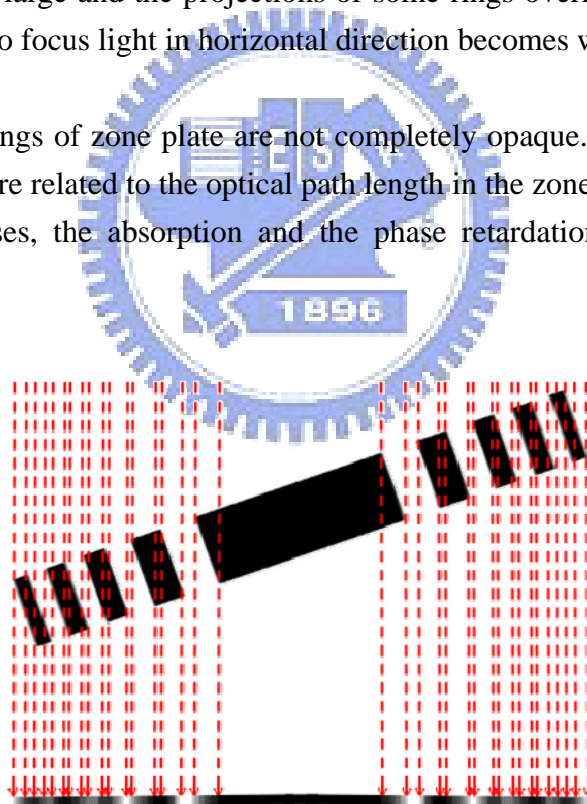 large and the projections of some rings over
o focus light in horizontal direction becomes
ngs of zone plate are not completely opaque.
re related to the optical path length in the zone
ses, the absorption and the phase retardation
E S
1896